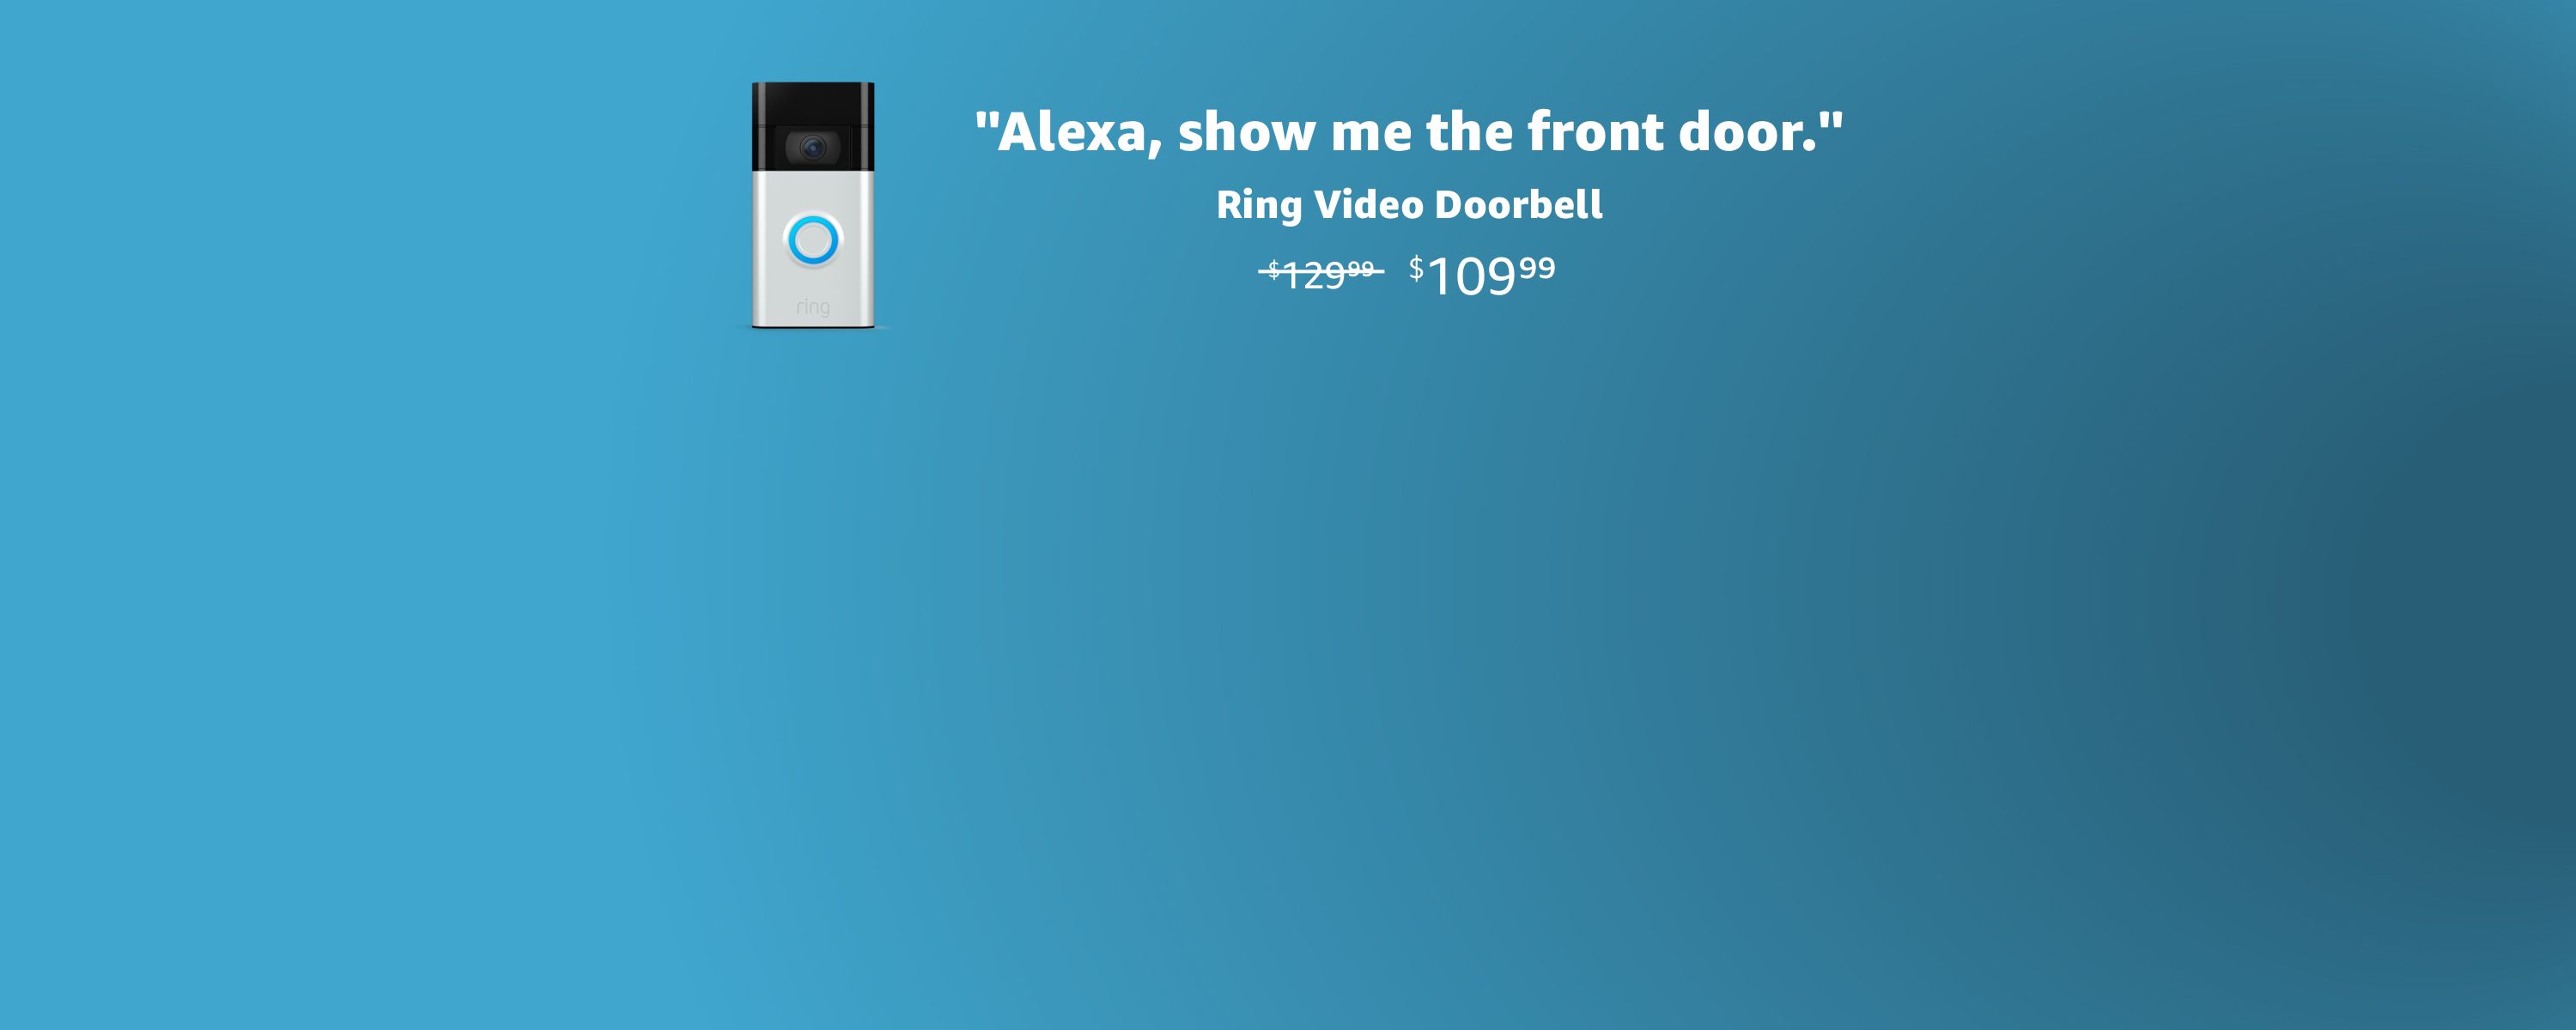 "Alexa, show me the front door."
Ring Video Doorbell
$129.99 $109.99
ring